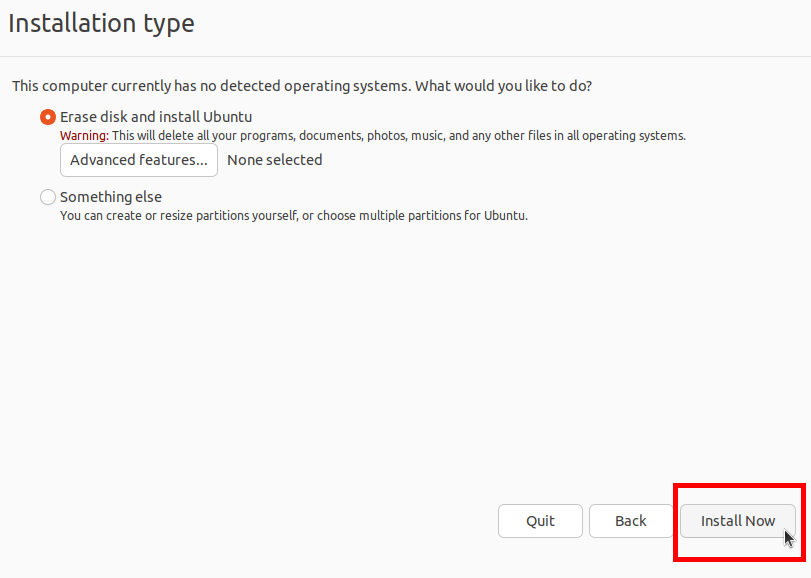 Installation type
This computer currently has no detected operating systems. What would you like to do?
Erase disk and install Ubuntu
Warning: This will delete all your programs, documents, photos, music, and any other files in all operating systems.
Advanced features... None selected
Something else
You can create or resize partitions yourself, or choose multiple partitions for Ubuntu.
Quit Back Install Now